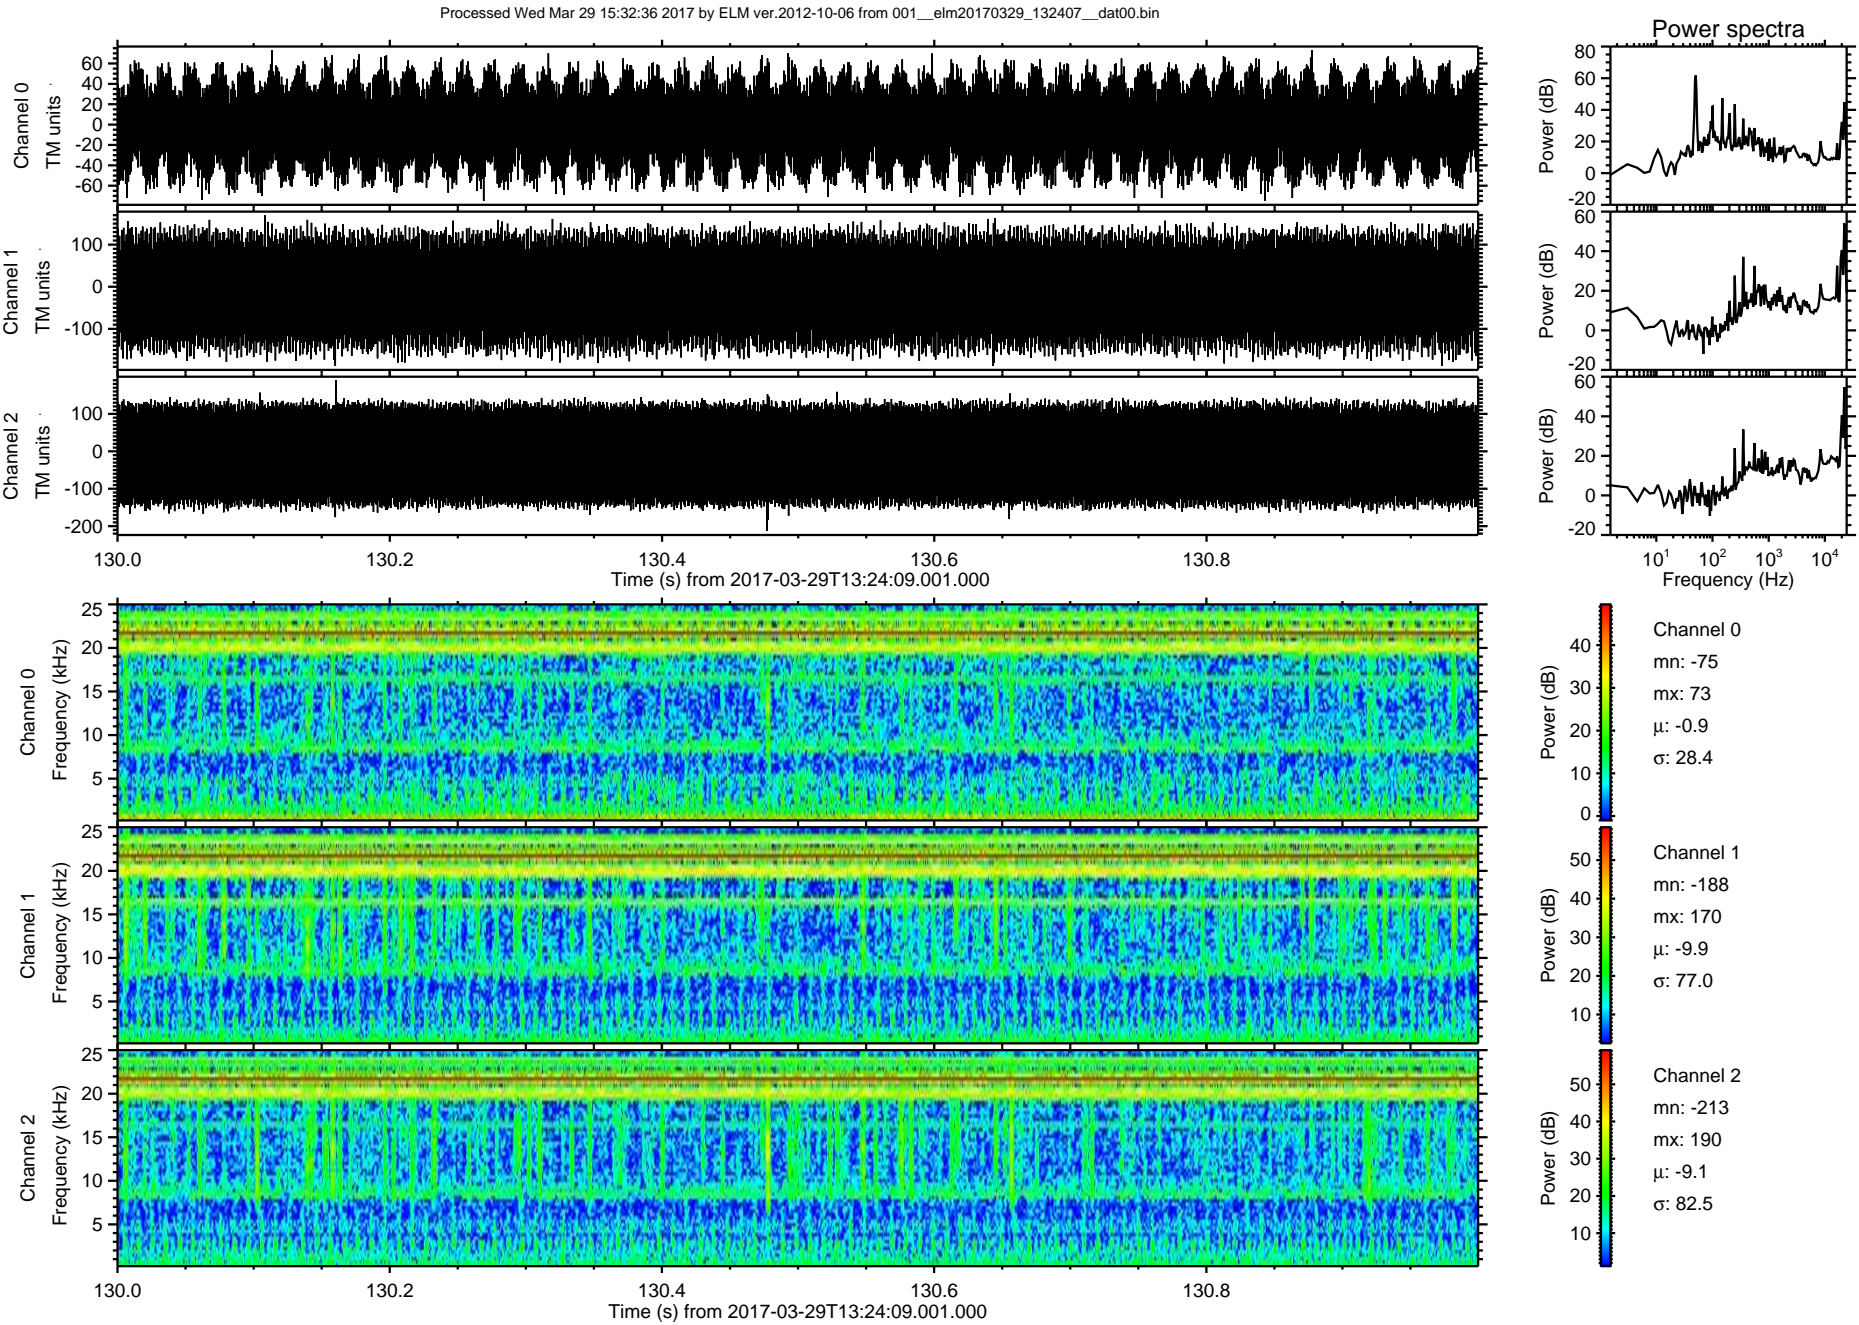 Processed Wed Mar 29 15:32:36 2017 by ELM ver.2012-10-06 from 001__elm20170329_132407__dat00.bin
Power spectra
Channel 0
TM units
60
40
20
0
-20
-40
-60
Power (dB)
80
60
40
20
0
-20
Channel 1
TM units
100
0
-100
Power (dB)
60
40
20
0
-20
Channel 2
TM units
100
0
-100
-200
Power (dB)
60
40
20
0
-20
130.0 130.2 130.4 130.6 130.8
Time (s) from 2017-03-29T13:24:09.001.000
10¹ 10² 10³ 10⁴
Frequency (Hz)
Channel 0
Frequency (kHz)
25
20
15
10
5
Power (dB)
40
30
20
10
0
Channel 0
mn: -75
mx: 73
µ: -0.9
σ: 28.4
Channel 1
Frequency (kHz)
25
20
15
10
5
Power (dB)
50
40
30
20
10
Channel 1
mn: -188
mx: 170
µ: -9.9
σ: 77.0
Channel 2
Frequency (kHz)
25
20
15
10
5
Power (dB)
50
40
30
20
10
Channel 2
mn: -213
mx: 190
µ: -9.1
σ: 82.5
130.0 130.2 130.4 130.6 130.8
Time (s) from 2017-03-29T13:24:09.001.000